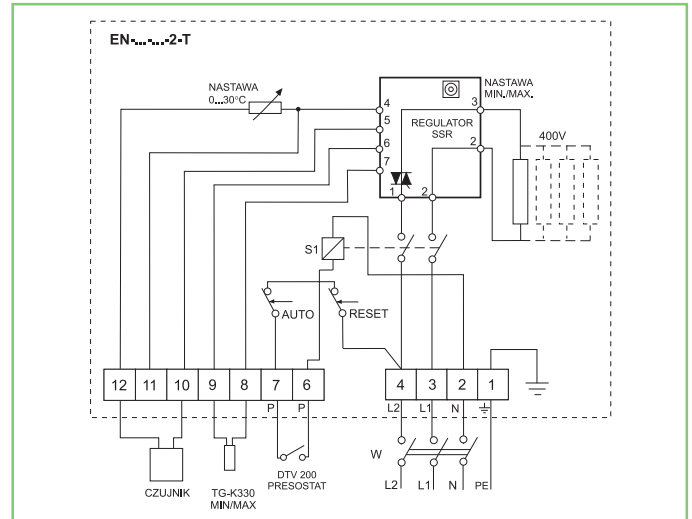 EN-...-...-2-T
NASTAWA
0...30°C
NASTAWA
MIN./MAX.
4
3
5
REGULATOR
SSR
6
2
400V
7
1
2
S1
AUTO
RESET
12
11
10
9
8
7
6
4
3
2
1
P
P
L2
L1
N
W
CZUJNIK
TG-K330
MIN/MAX
DTV 200
PRESOSTAT
L2
L1
N
PE